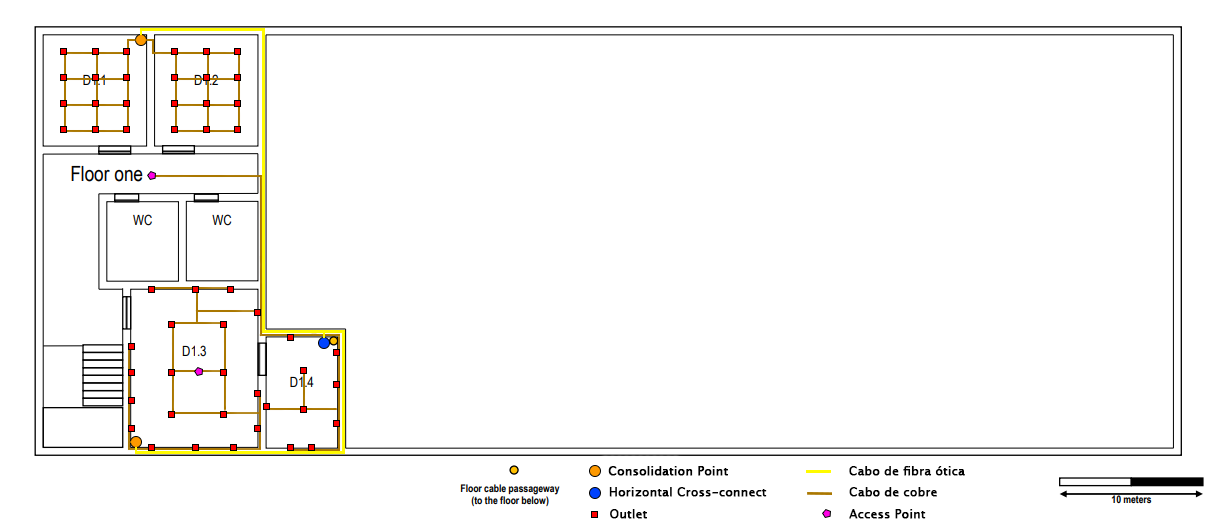 D1.1
D1.2
Floor one
WC
WC
D1.3
D1.4
Floor cable passageway
(to the floor below)
Consolidation Point
Horizontal Cross-connect
Outlet
Cabo de fibra ótica
Cabo de cobre
Access Point
10 meters